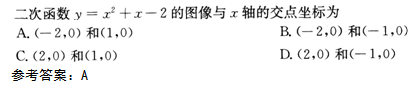 二次函数 y = x² + x − 2 的图像与 x 轴的交点坐标为
A. (−2,0) 和(1,0) B. (−2,0) 和(−1,0)
C. (2,0) 和(1,0) D. (2,0) 和(−1,0)
参考答案：A